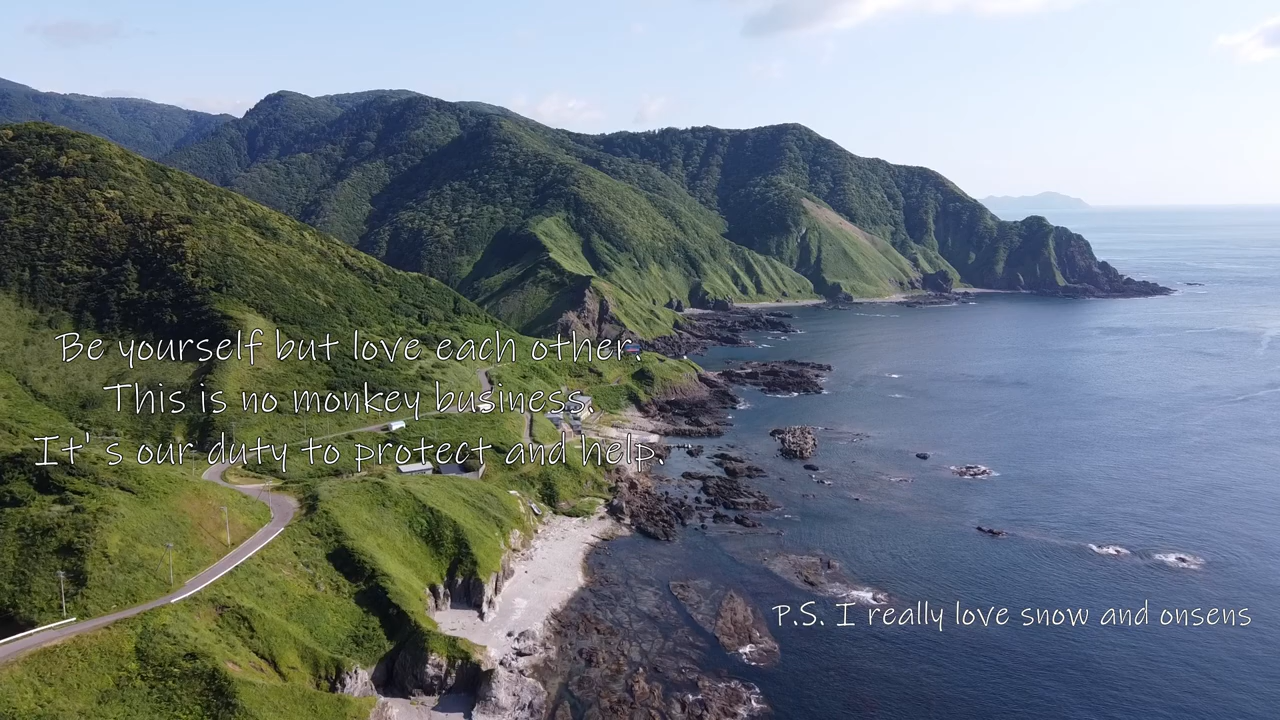 Be yourself but love each other.
This is no monkey business.
It's our duty to protect and help.
P.S. I really love snow and onsens